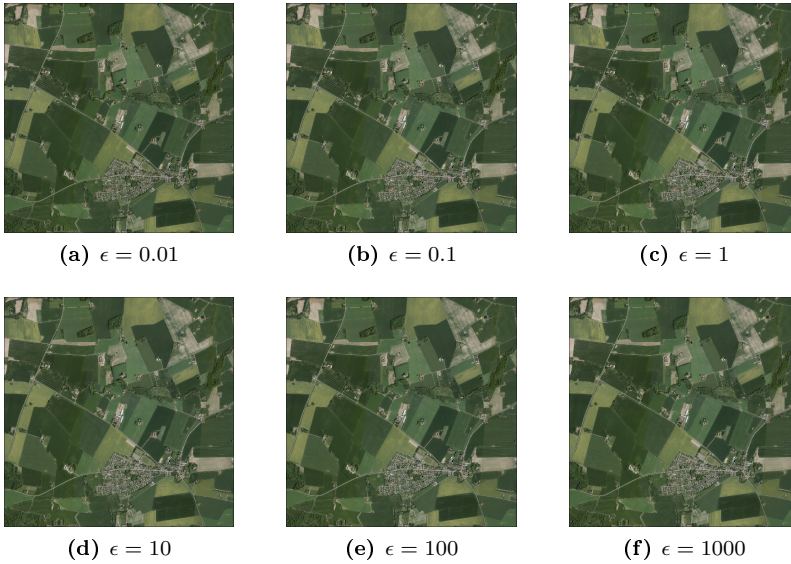 (a) ϵ = 0.01
(b) ϵ = 0.1
(c) ϵ = 1
(d) ϵ = 10
(e) ϵ = 100
(f) ϵ = 1000